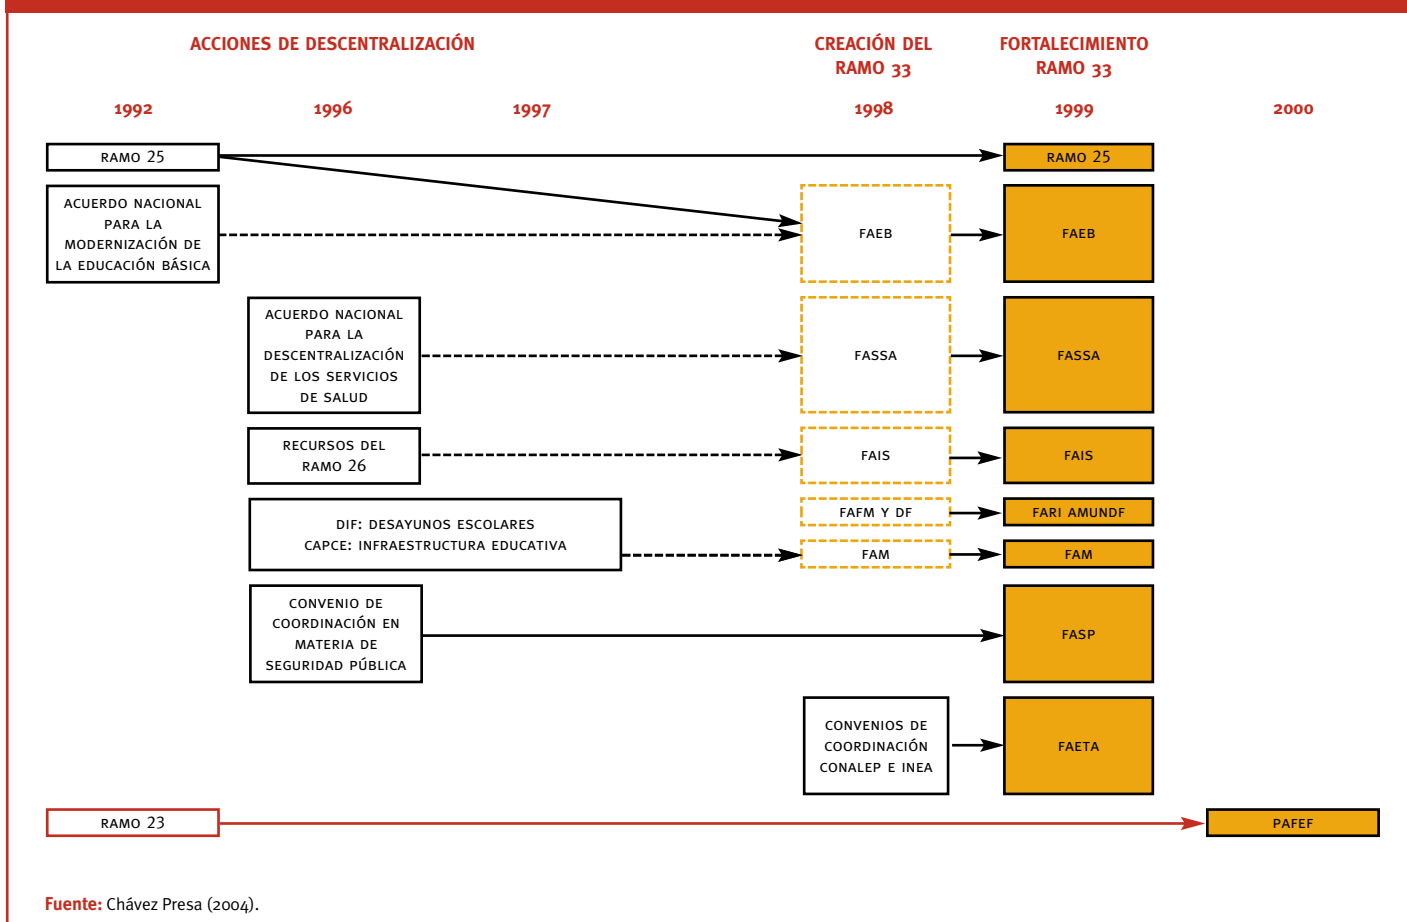 ACCIONES DE DESCENTRALIZACIÓN
CREACIÓN DEL
RAMO 33
FORTALECIMIENTO
RAMO 33
1992
1996
1997
1998
1999
2000
RAMO 25
RAMO 25
ACUERDO NACIONAL
PARA LA
MODERNIZACIÓN DE
LA EDUCACIÓN BÁSICA
FAEB
FAEB
ACUERDO NACIONAL
PARA LA
DESCENTRALIZACIÓN
DE LOS SERVICIOS
DE SALUD
FASSA
FASSA
RECURSOS DEL
RAMO 26
FAIS
FAIS
DIF: DESAYUNOS ESCOLARES
CAPCE: INFRAESTRUCTURA EDUCATIVA
FAFM Y DF
FARI AMUNDF
FAM
FAM
CONVENIO DE
COORDINACIÓN EN
MATERIA DE
SEGURIDAD PÚBLICA
FASP
CONVENIOS DE
COORDINACIÓN
CONALEP E INEA
FAETA
RAMO 23
PAFEF
Fuente: Chávez Presa (2004).